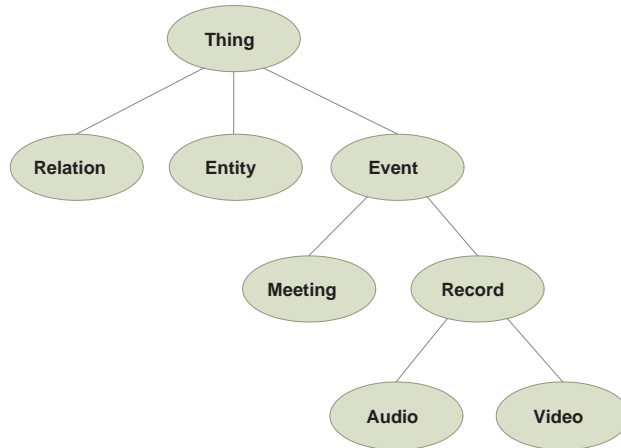 Thing
Relation
Entity
Event
Meeting
Record
Audio
Video